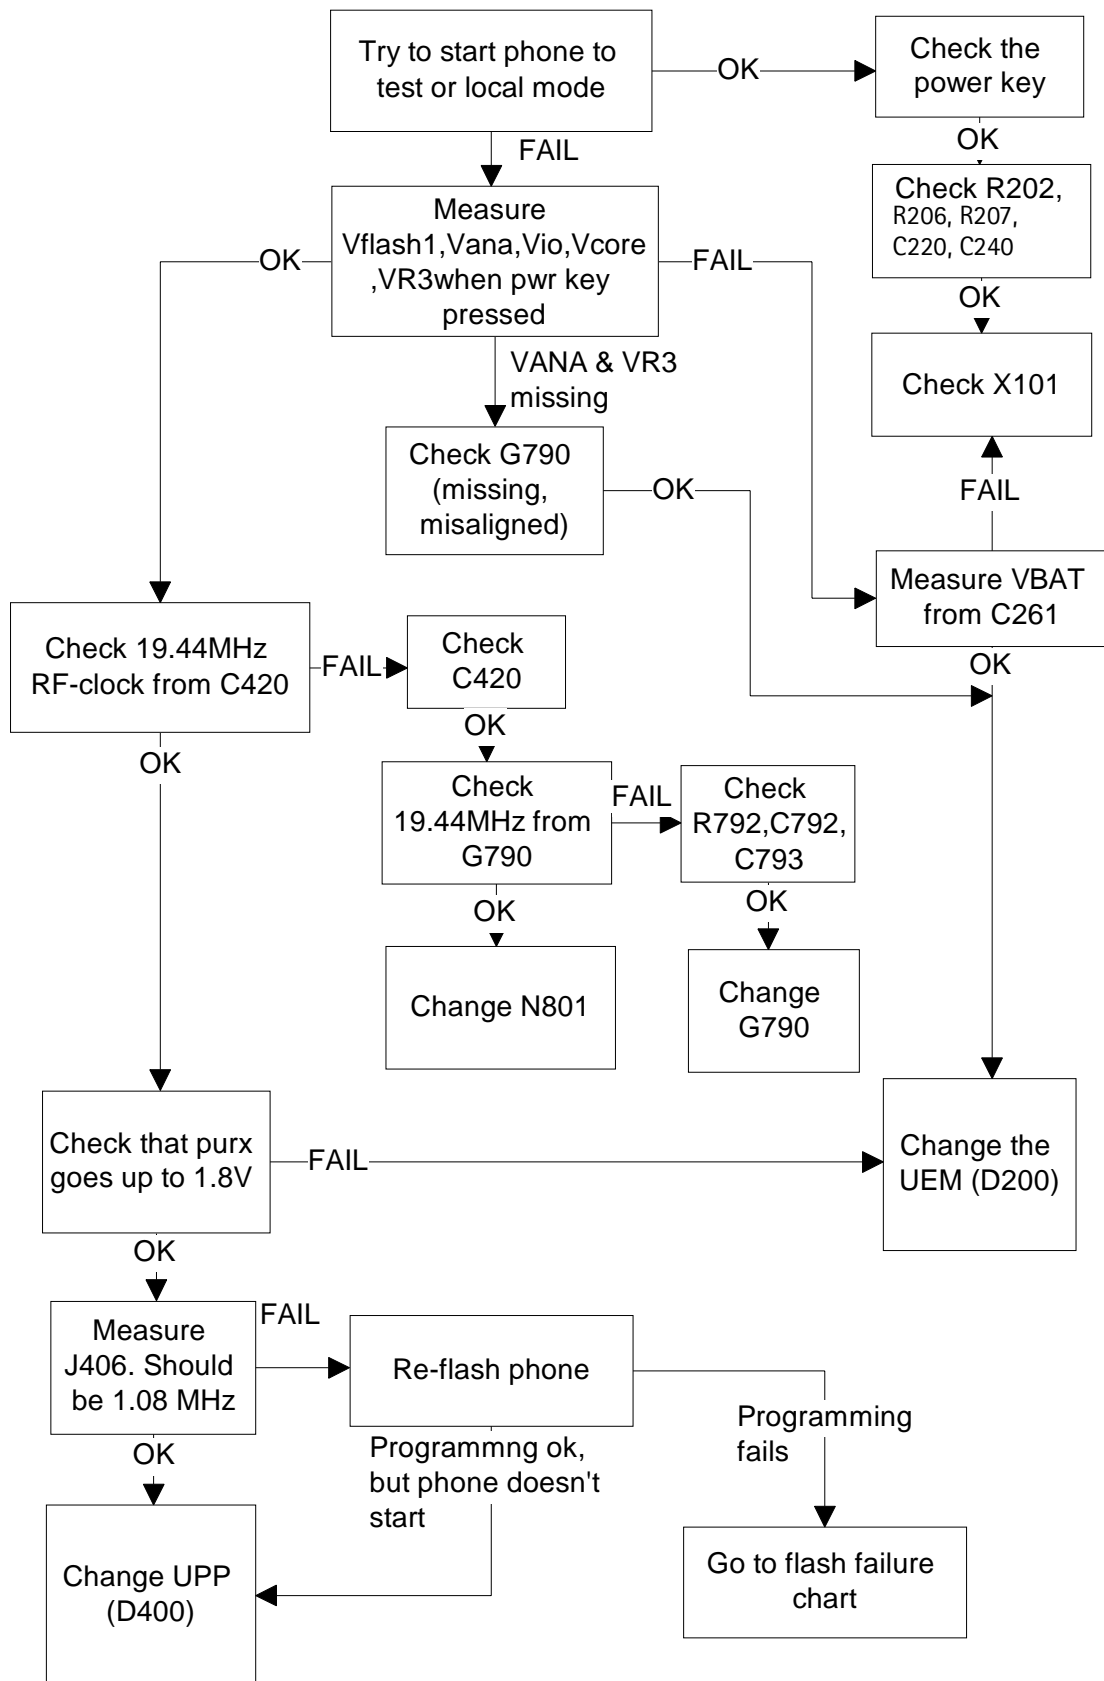 Try to start phone to
test or local mode
OK
Check the
power key
FAIL
OK
Check R202,
R206, R207,
C220, C240
Measure
Vflash1,Vana,Vio,Vcore
,VR3when pwr key
pressed
OK
FAIL
OK
VANA & VR3
missing
Check X101
Check G790
(missing,
misaligned)
OK
FAIL
Measure VBAT
from C261
OK
Check 19.44MHz
RF-clock from C420
FAIL
Check
C420
OK
OK
Check
19.44MHz from
G790
FAIL
Check
R792,C792,
C793
OK
OK
Change N801
Change
G790
Check that purx
goes up to 1.8V
FAIL
Change the
UEM (D200)
OK
Measure
J406. Should
be 1.08 MHz
FAIL
Re-flash phone
OK
Programmng ok,
but phone doesn't
start
Programming
fails
Change UPP
(D400)
Go to flash failure
chart